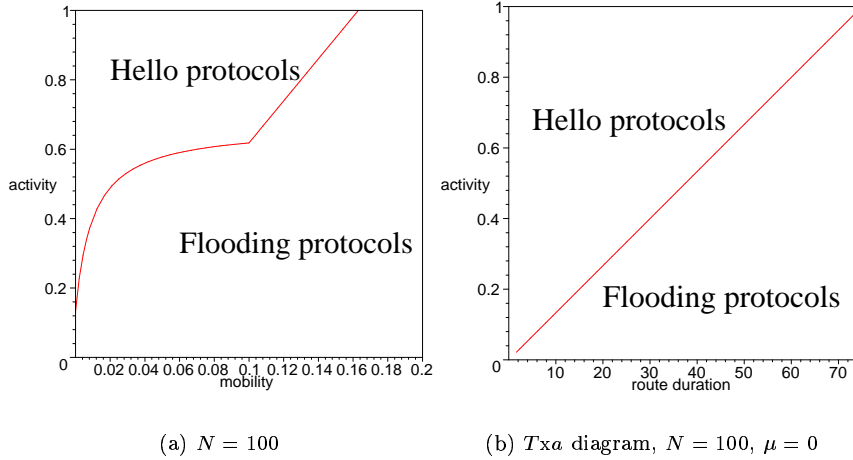 1
0.8
0.6
0.4
0.2
0
activity
Hello protocols
Flooding protocols
0.02 0.04 0.06 0.08 0.1 0.12 0.14 0.16 0.18 0.2
mobility
(a) N = 100
1
0.8
0.6
0.4
0.2
0
activity
Hello protocols
Flooding protocols
10 20 30 40 50 60 70
route duration
(b) Txa diagram, N = 100, μ = 0